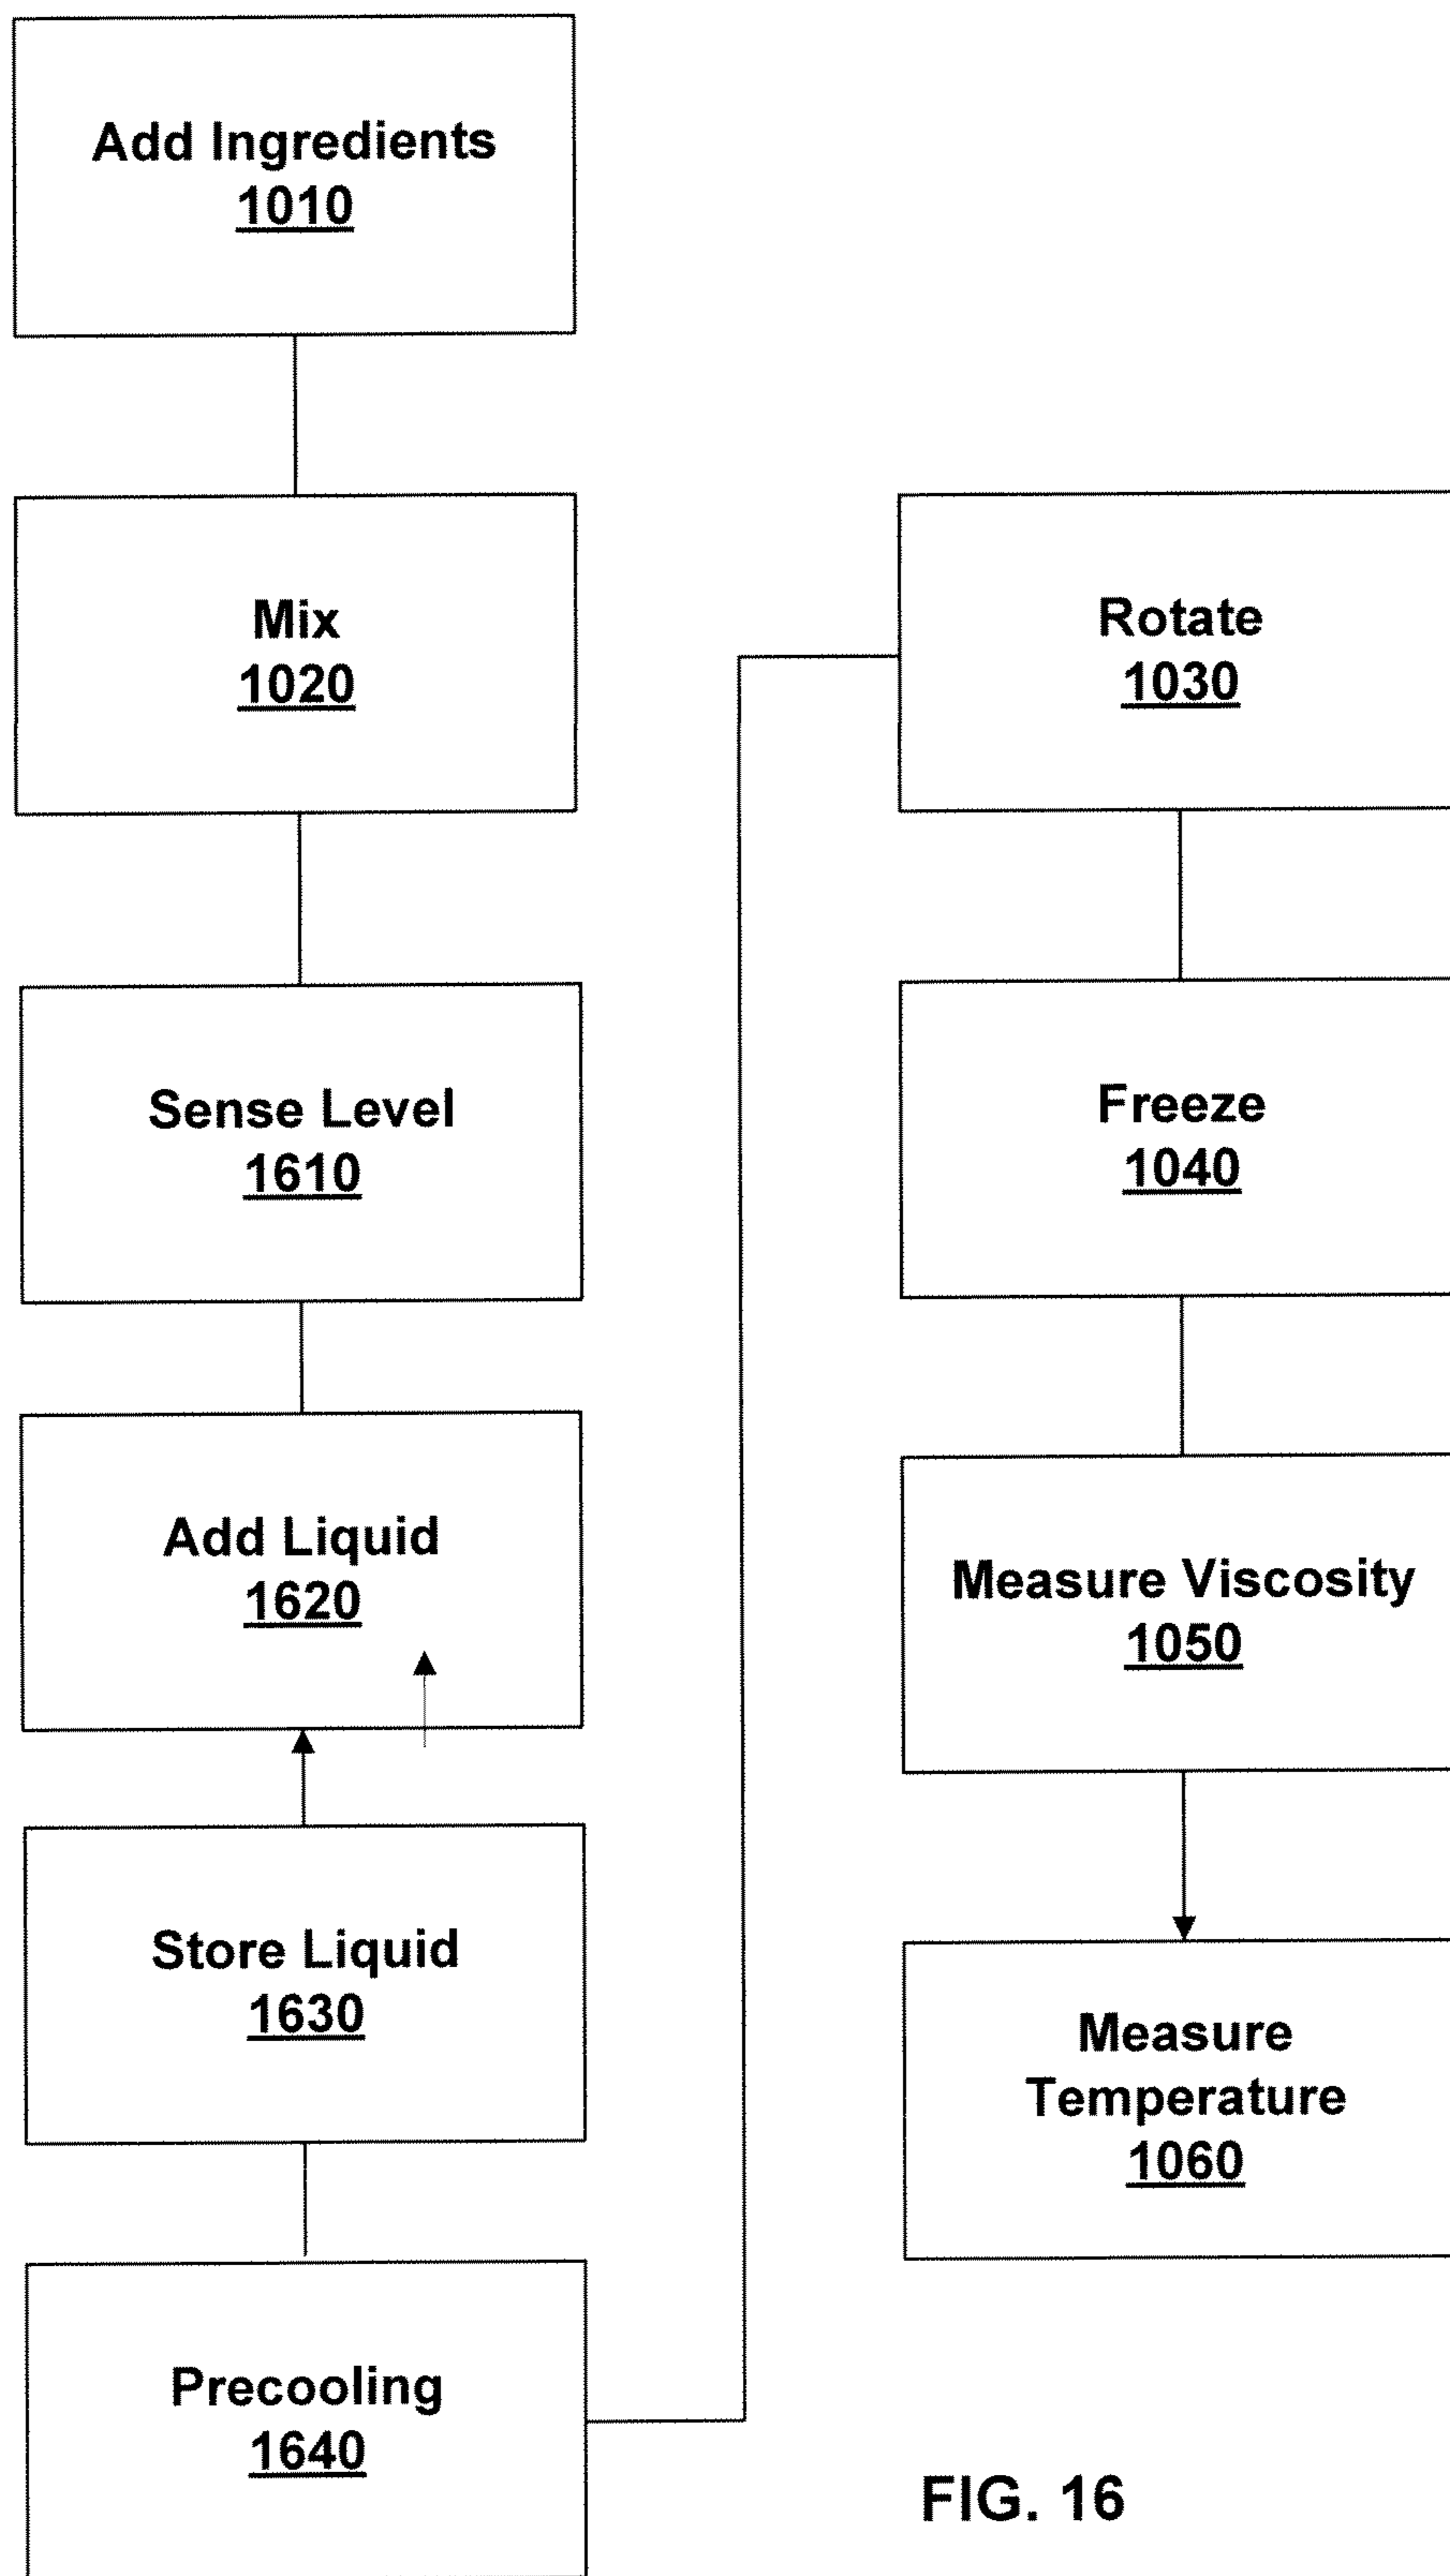 Add Ingredients
1010
Mix
1020
Sense Level
1610
Add Liquid
1620
Store Liquid
1630
Precooling
1640
Rotate
1030
Freeze
1040
Measure Viscosity
1050
Measure
Temperature
1060
FIG. 16